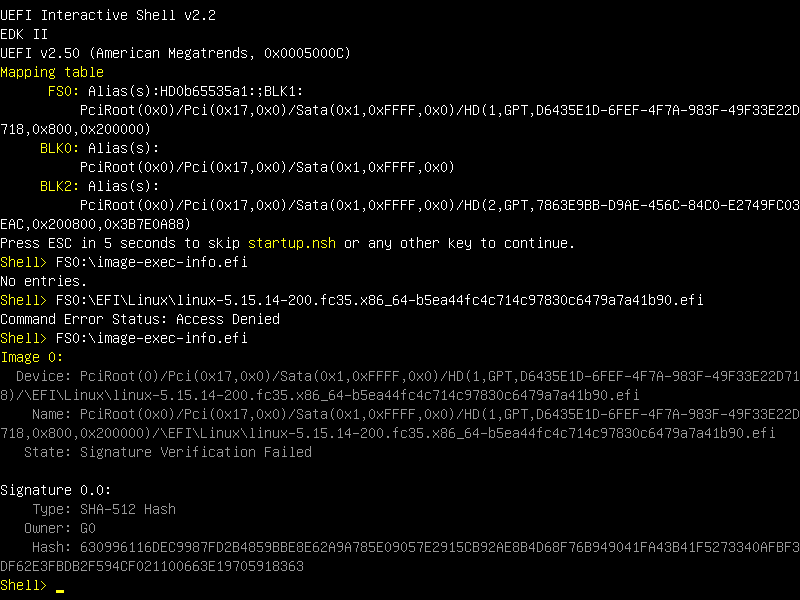 UEFI Interactive Shell v2.2
EDK II
UEFI v2.50 (American Megatrends, 0x0005000C)
Mapping table
FS0: Alias(s):HD0b65535a1:;BLK1:
PciRoot(0x0)/Pci(0x17,0x0)/Sata(0x1,0xFFFF,0x0)/HD(1,GPT,D6435E1D-6FEF-4F7A-983F-49F33E22D
718,0x800,0x200000)
BLK0: Alias(s):
PciRoot(0x0)/Pci(0x17,0x0)/Sata(0x1,0xFFFF,0x0)
BLK2: Alias(s):
PciRoot(0x0)/Pci(0x17,0x0)/Sata(0x1,0xFFFF,0x0)/HD(2,GPT,7863E9BB-D9AE-456C-84C0-E2749FC03
EAC,0x200800,0x3B7E0A88)
Press ESC in 5 seconds to skip startup.nsh or any other key to continue.
Shell> FS0:\image-exec-info.efi
No entries.
Shell> FS0:\EFI\Linux\linux-5.15.14-200.fc35.x86_64-b5ea44fc4c714c97830c6479a7a41b90.efi
Command Error Status: Access Denied
Shell> FS0:\image-exec-info.efi
Image 0:
Device: PciRoot(0)/Pci(0x17,0x0)/Sata(0x1,0xFFFF,0x0)/HD(1,GPT,D6435E1D-6FEF-4F7A-983F-49F33E22D71
8)/\EFI\Linux\linux-5.15.14-200.fc35.x86_64-b5ea44fc4c714c97830c6479a7a41b90.efi
Name: PciRoot(0x0)/Pci(0x17,0x0)/Sata(0x1,0xFFFF,0x0)/HD(1,GPT,D6435E1D-6FEF-4F7A-983F-49F33E22D
718,0x800,0x200000)/\EFI\Linux\linux-5.15.14-200.fc35.x86_64-b5ea44fc4c714c97830c6479a7a41b90.efi
State: Signature Verification Failed
Signature 0.0:
Type: SHA-512 Hash
Owner: G0
Hash: 630996116DEC9987FD2B4859BBE8E62A9A785E09057E2915CB92AE8B4D68F76B949041FA43B41F5273340AFBF3
DF62E3FBDB2F594CF021100663E19705918363
Shell> _